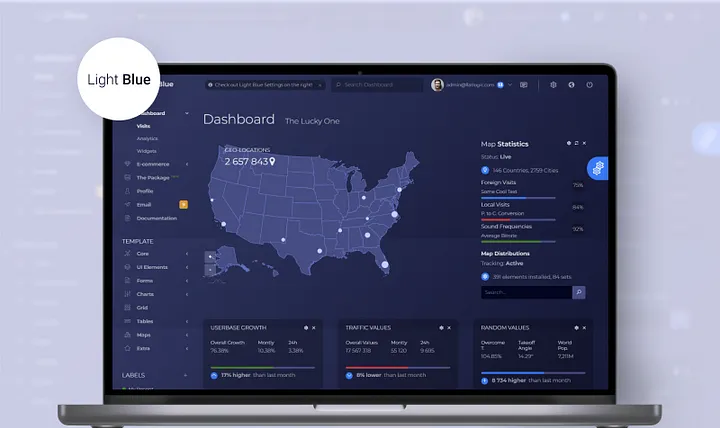 Light Blue
Blue
Check out Light Blue Settings on the right!
Search Dashboard
admin@flatlogic.com
Dashboard
Visits
Analytics
Widgets
E-commerce
The Package
Profile
Email
Documentation
TEMPLATE
Core
UI Elements
Forms
Charts
Grid
Tables
Maps
Extra
LABELS
Dashboard The Lucky One
GEO-LOCATIONS
2 657 843
Map Statistics
Status: Live
146 Countries, 2759 Cities
Foreign Visits
Some Cool Text
75%
Local Visits
P. to C. Conversion
84%
Sound Frequencies
Average Bitrate
92%
Map Distributions
Tracking: Active
391 elements installed, 84 sets
Search...
USERBASE GROWTH
Overall Growth Montly 24h
76.38% 10.38% 3.38%
17% higher than last month
TRAFFIC VALUES
Overall Values Montly 24h
17 567 318 55 120 9 695
8% lower than last month
RANDOM VALUES
Overcome T. Takeoff Angle World Pop.
104.85% 14.29° 7,211M
8 734 higher than last month